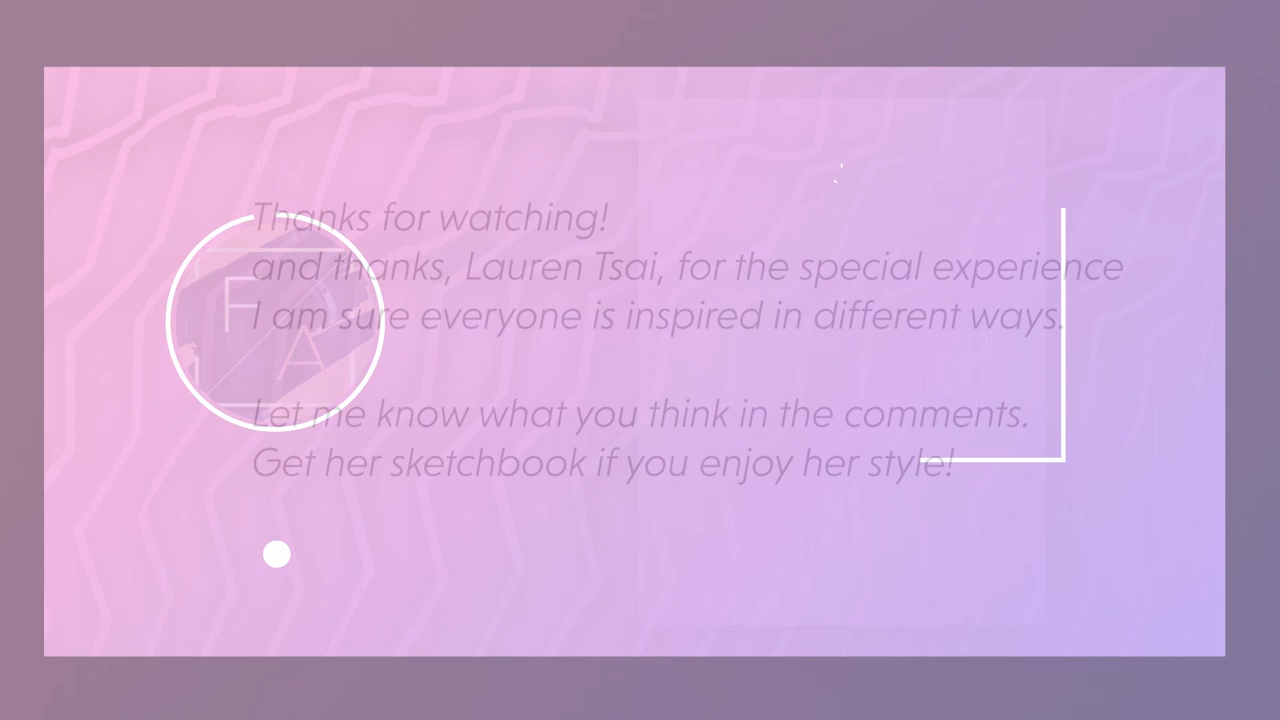 Thanks for watching!
and thanks, Lauren Tsai, for the special experience
I am sure everyone is inspired in different ways.
Let me know what you think in the comments.
Get her sketchbook if you enjoy her style!
F
A